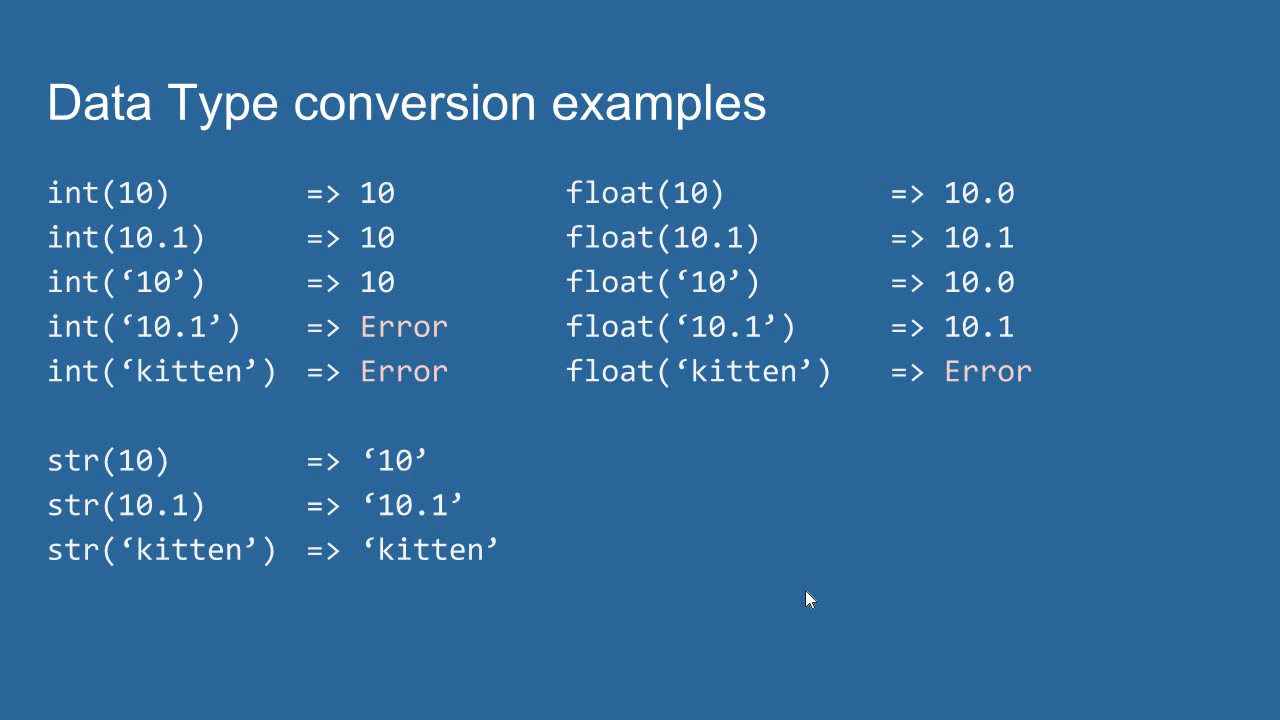 Data Type conversion examples
int(10) => 10 float(10) => 10.0
int(10.1) => 10 float(10.1) => 10.1
int(‘10’) => 10 float(‘10’) => 10.0
int(‘10.1’) => Error float(‘10.1’) => 10.1
int(‘kitten’) => Error float(‘kitten’) => Error
str(10) => ‘10’
str(10.1) => ‘10.1’
str(‘kitten’) => ‘kitten’